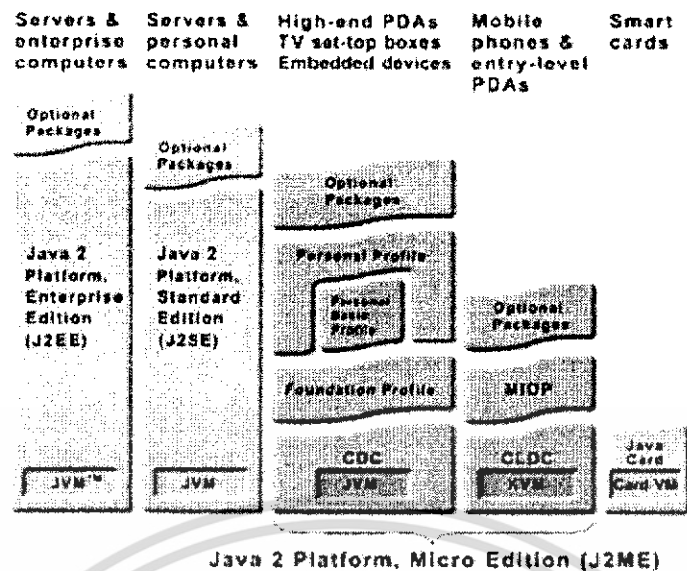 Servers &
enterprise
computers
Servers &
personal
computers
High-end PDAs
TV set-top boxes
Embedded devices
Mobile
phones &
entry-level
PDAs
Smart
cards
Optional
Packages
Java 2
Platform,
Enterprise
Edition
(J2EE)
JVM™
Optional
Packages
Java 2
Platform,
Standard
Edition
(J2SE)
JVM
Optional
Packages
Personal Profile
Personal
Basis
Profile
Foundation Profile
CDC
JVM
Optional
Packages
MIDP
CLDC
KVM
Java
Card
Card VM
Java 2 Platform, Micro Edition (J2ME)